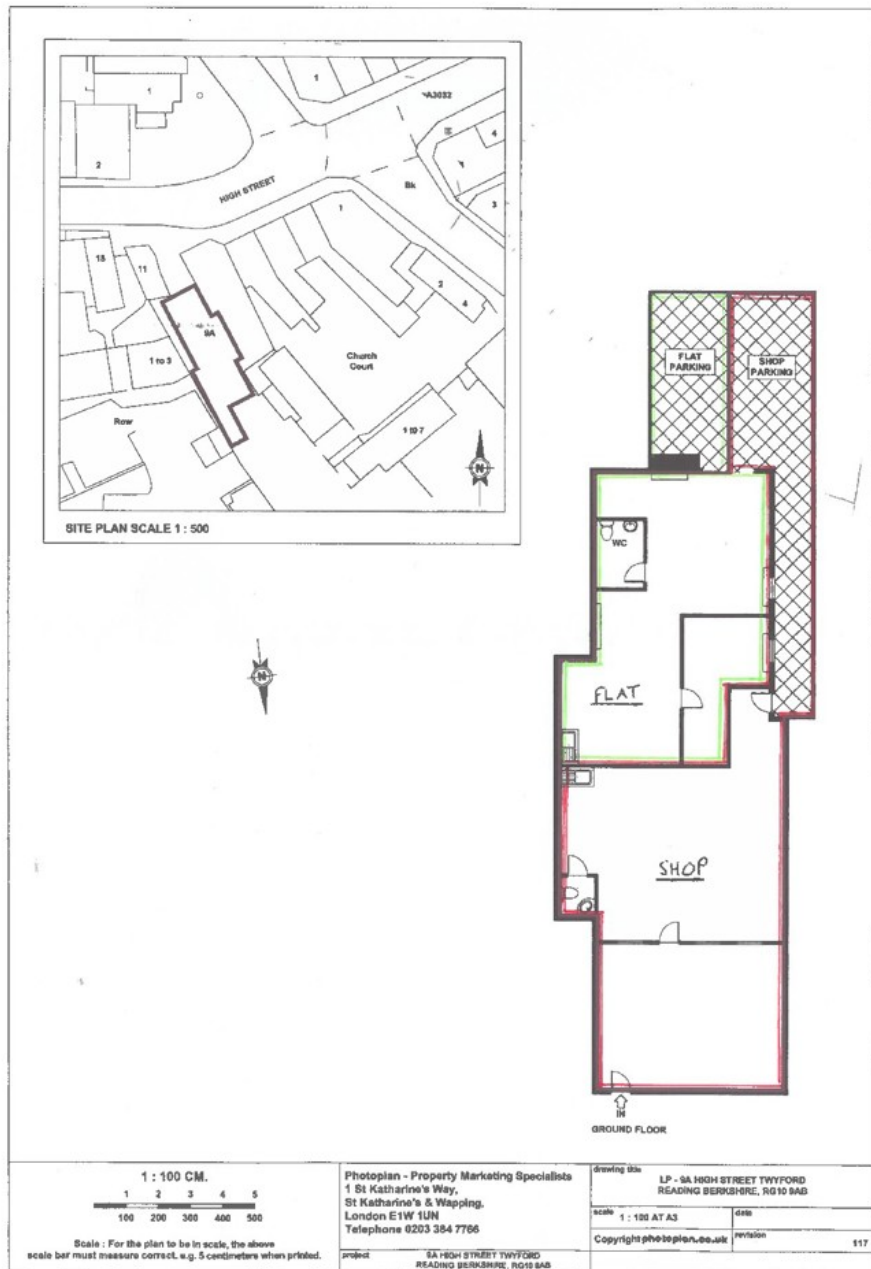 1
A3032
1
4
2
HIGH STREET
Bk
3
1
13
11
2
4
9A
1 to 3
Church
Court
Row
1 to 7
N
SITE PLAN SCALE 1 : 500
N
FLAT
PARKING
SHOP
PARKING
WC
FLAT
SHOP
IN
GROUND FLOOR
1 : 100 CM.
1 2 3 4 5
100 200 300 400 500
Scale : For the plan to be in scale, the above
scale bar must measure correct. e.g. 5 centimeters when printed.
Photoplan - Property Marketing Specialists
1 St Katharine's Way,
St Katharine's & Wapping,
London E1W 1UN
Telephone 0203 384 7766
project
9A HIGH STREET TWYFORD
READING BERKSHIRE, RG10 9AB
drawing title
LP - 9A HIGH STREET TWYFORD
READING BERKSHIRE, RG10 9AB
scale 1 : 100 AT A3
date
Copyright photoplan.co.uk
revision
117